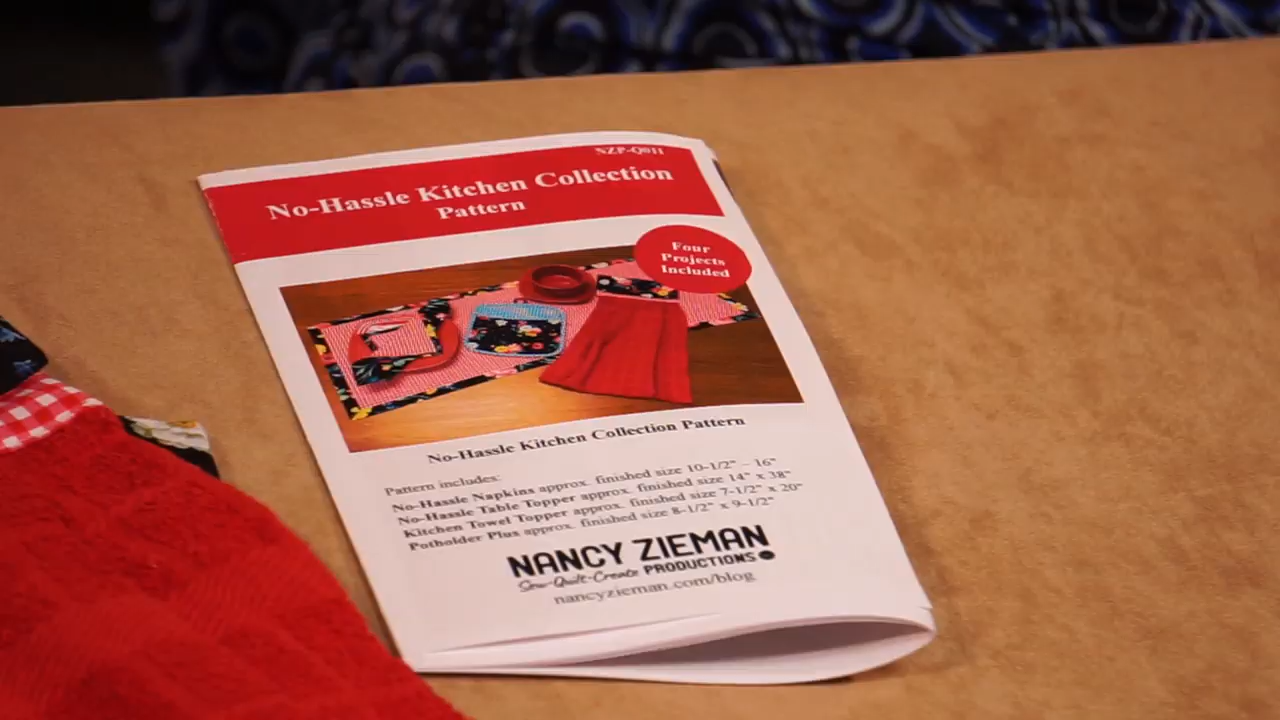 NZP-Q011
No-Hassle Kitchen Collection
Pattern
Four
Projects
Included
No-Hassle Kitchen Collection Pattern
Pattern includes:
No-Hassle Napkins approx. finished size 10-1/2" – 16"
No-Hassle Table Topper approx. finished size 14" x 38"
Kitchen Towel Topper approx. finished size 7-1/2" x 20"
Potholder Plus approx. finished size 8-1/2" x 9-1/2"
NANCY ZIEMAN
Sew-Quilt-Create PRODUCTIONS
nancyzieman.com/blog